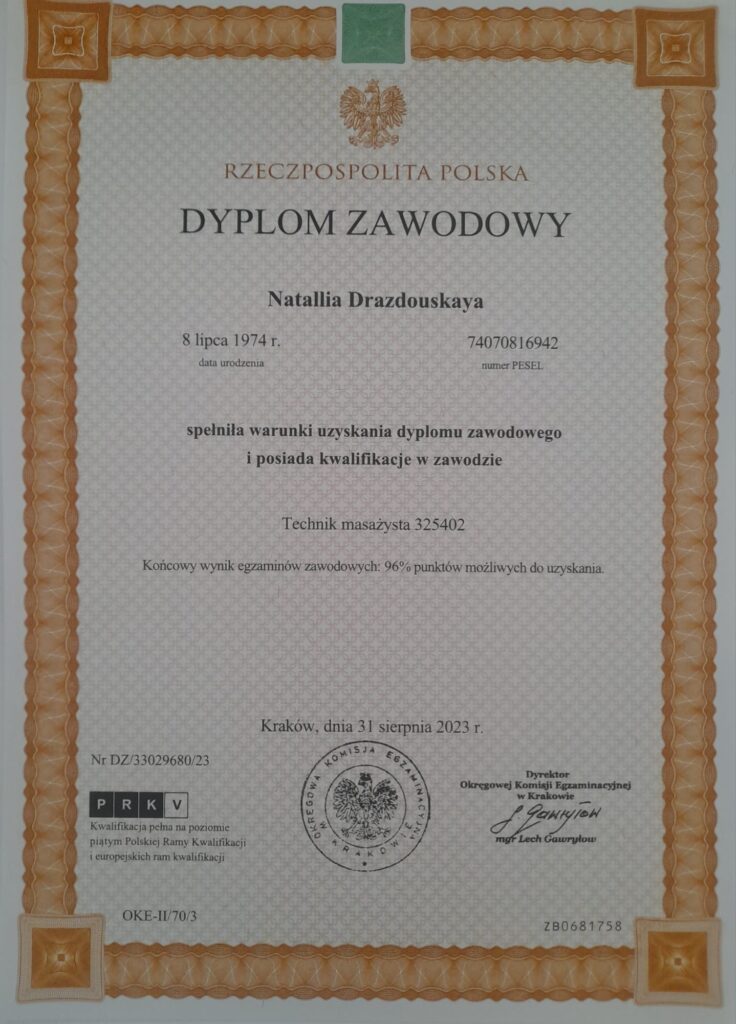 RZECZPOSPOLITA POLSKA
DYPLOM ZAWODOWY
Natallia Drazdouskaya
8 lipca 1974 r.
data urodzenia
74070816942
numer PESEL
spełniła warunki uzyskania dyplomu zawodowego
i posiada kwalifikacje w zawodzie
Technik masażysta 325402
Końcowy wynik egzaminów zawodowych: 96% punktów możliwych do uzyskania.
Kraków, dnia 31 sierpnia 2023 r.
Nr DZ/33029680/23
P R K V
Kwalifikacja pełna na poziomie
piątym Polskiej Ramy Kwalifikacji
i europejskich ram kwalifikacji
OKRĘGOWA KOMISJA EGZAMINACYJNA
W KRAKOWIE
Dyrektor
Okręgowej Komisji Egzaminacyjnej
w Krakowie
mgr Lech Gawryłow
OKE-II/70/3
ZB0681758